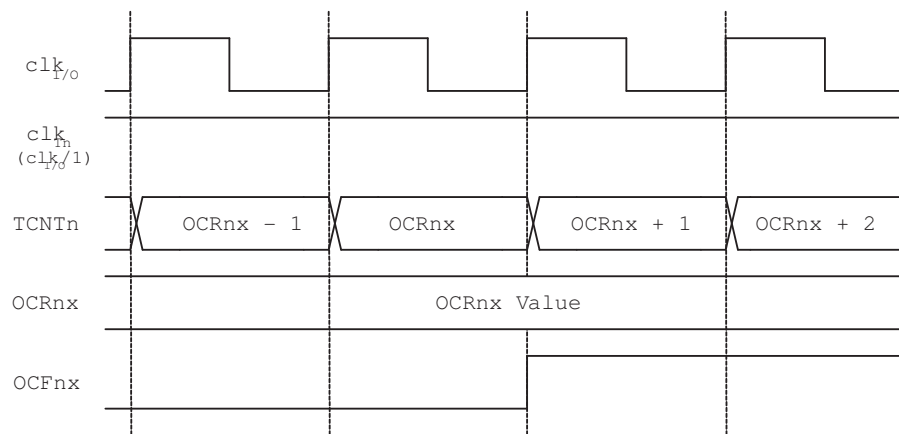 clkI/O
clkTn
(clkI/O/1)
TCNTn
OCRnx - 1
OCRnx
OCRnx + 1
OCRnx + 2
OCRnx
OCRnx Value
OCFnx